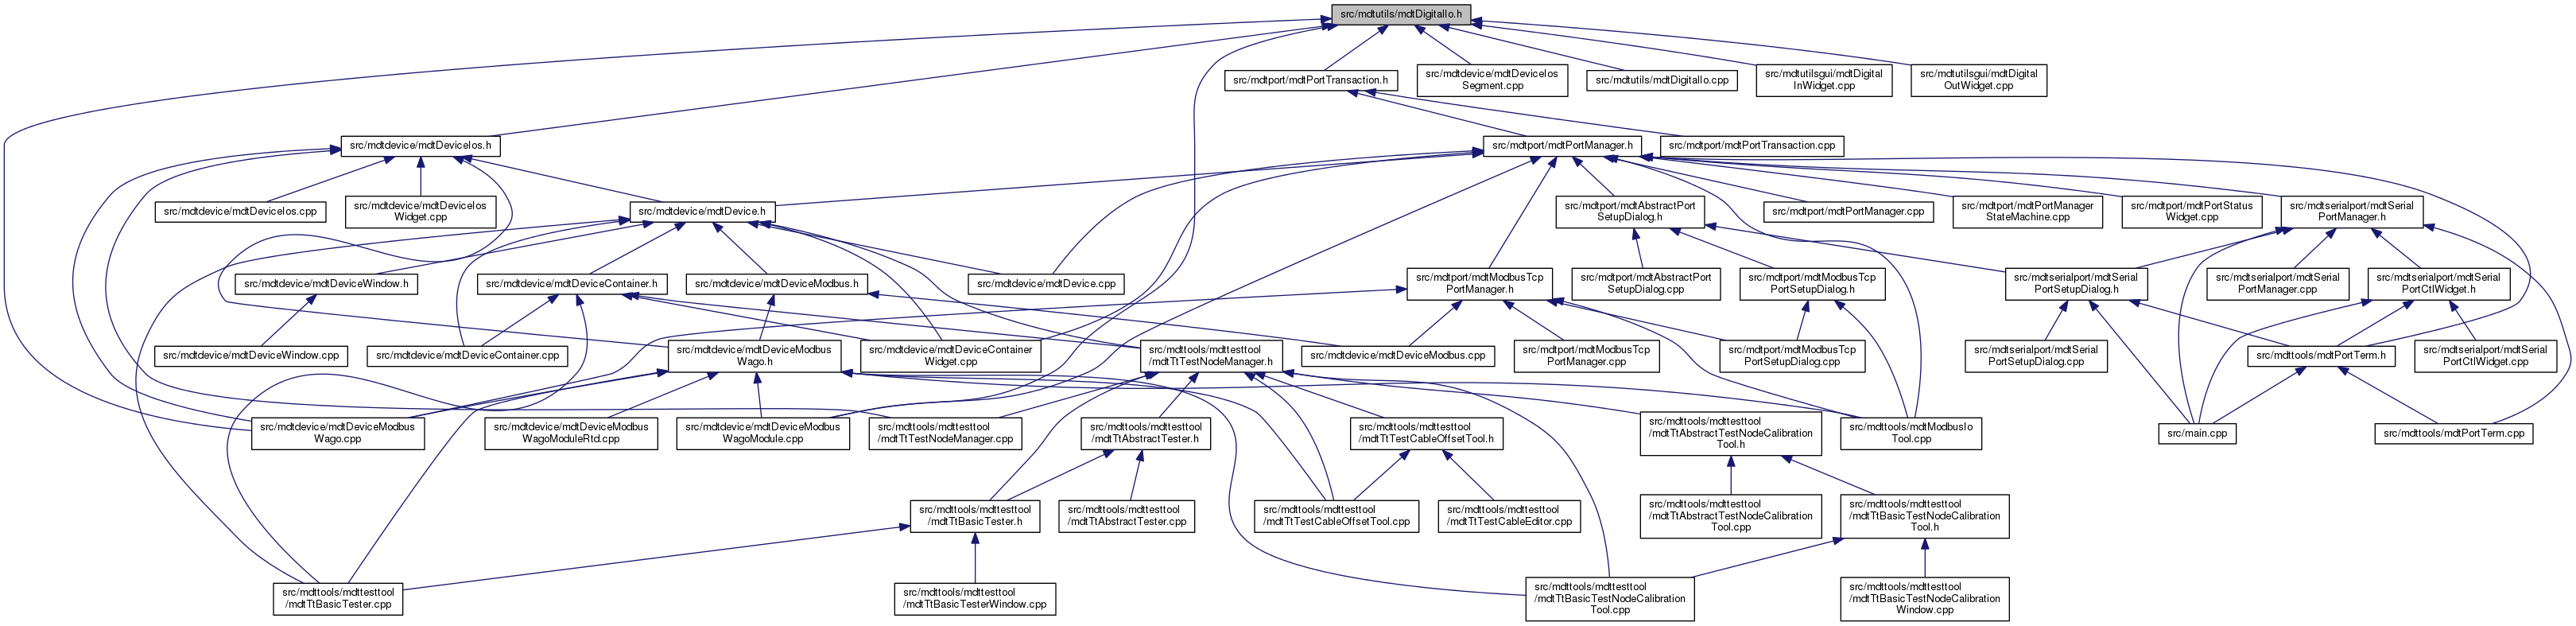 src/mdtutils/mdtDigitalIo.h
src/mdtport/mdtPortTransaction.h
src/mdtdevice/mdtDeviceIos
Segment.cpp
src/mdtutils/mdtDigitalIo.cpp
src/mdtutilsgui/mdtDigital
InWidget.cpp
src/mdtutilsgui/mdtDigital
OutWidget.cpp
src/mdtdevice/mdtDeviceIos.h
src/mdtport/mdtPortManager.h
src/mdtport/mdtPortTransaction.cpp
src/mdtdevice/mdtDeviceIos.cpp
src/mdtdevice/mdtDeviceIos
Widget.cpp
src/mdtdevice/mdtDevice.h
src/mdtport/mdtAbstractPort
SetupDialog.h
src/mdtport/mdtPortManager.cpp
src/mdtport/mdtPortManager
StateMachine.cpp
src/mdtport/mdtPortStatus
Widget.cpp
src/mdtserialport/mdtSerial
PortManager.h
src/mdtdevice/mdtDeviceWindow.h
src/mdtdevice/mdtDeviceContainer.h
src/mdtdevice/mdtDeviceModbus.h
src/mdtdevice/mdtDevice.cpp
src/mdtport/mdtModbusTcp
PortManager.h
src/mdtport/mdtAbstractPort
SetupDialog.cpp
src/mdtport/mdtModbusTcp
PortSetupDialog.h
src/mdtserialport/mdtSerial
PortSetupDialog.h
src/mdtserialport/mdtSerial
PortManager.cpp
src/mdtserialport/mdtSerial
PortCtlWidget.h
src/mdtdevice/mdtDeviceWindow.cpp
src/mdtdevice/mdtDeviceContainer.cpp
src/mdtdevice/mdtDeviceModbus
Wago.h
src/mdtdevice/mdtDeviceContainer
Widget.cpp
src/mdttools/mdttesttool
/mdtTtTestNodeManager.h
src/mdtdevice/mdtDeviceModbus.cpp
src/mdtport/mdtModbusTcp
PortManager.cpp
src/mdtport/mdtModbusTcp
PortSetupDialog.cpp
src/mdtserialport/mdtSerial
PortSetupDialog.cpp
src/mdttools/mdtPortTerm.h
src/mdtserialport/mdtSerial
PortCtlWidget.cpp
src/mdtdevice/mdtDeviceModbus
Wago.cpp
src/mdtdevice/mdtDeviceModbus
WagoModuleRtd.cpp
src/mdtdevice/mdtDeviceModbus
WagoModule.cpp
src/mdttools/mdttesttool
/mdtTtTestNodeManager.cpp
src/mdttools/mdttesttool
/mdtTtAbstractTester.h
src/mdttools/mdttesttool
/mdtTtTestCableOffsetTool.h
src/mdttools/mdttesttool
/mdtTtAbstractTestNodeCalibration
Tool.h
src/mdttools/mdtModbusIo
Tool.cpp
src/main.cpp
src/mdttools/mdtPortTerm.cpp
src/mdttools/mdttesttool
/mdtTtBasicTester.h
src/mdttools/mdttesttool
/mdtTtAbstractTester.cpp
src/mdttools/mdttesttool
/mdtTtTestCableOffsetTool.cpp
src/mdttools/mdttesttool
/mdtTtTestCableEditor.cpp
src/mdttools/mdttesttool
/mdtTtAbstractTestNodeCalibration
Tool.cpp
src/mdttools/mdttesttool
/mdtTtBasicTestNodeCalibration
Tool.h
src/mdttools/mdttesttool
/mdtTtBasicTester.cpp
src/mdttools/mdttesttool
/mdtTtBasicTesterWindow.cpp
src/mdttools/mdttesttool
/mdtTtBasicTestNodeCalibration
Tool.cpp
src/mdttools/mdttesttool
/mdtTtBasicTestNodeCalibration
Window.cpp